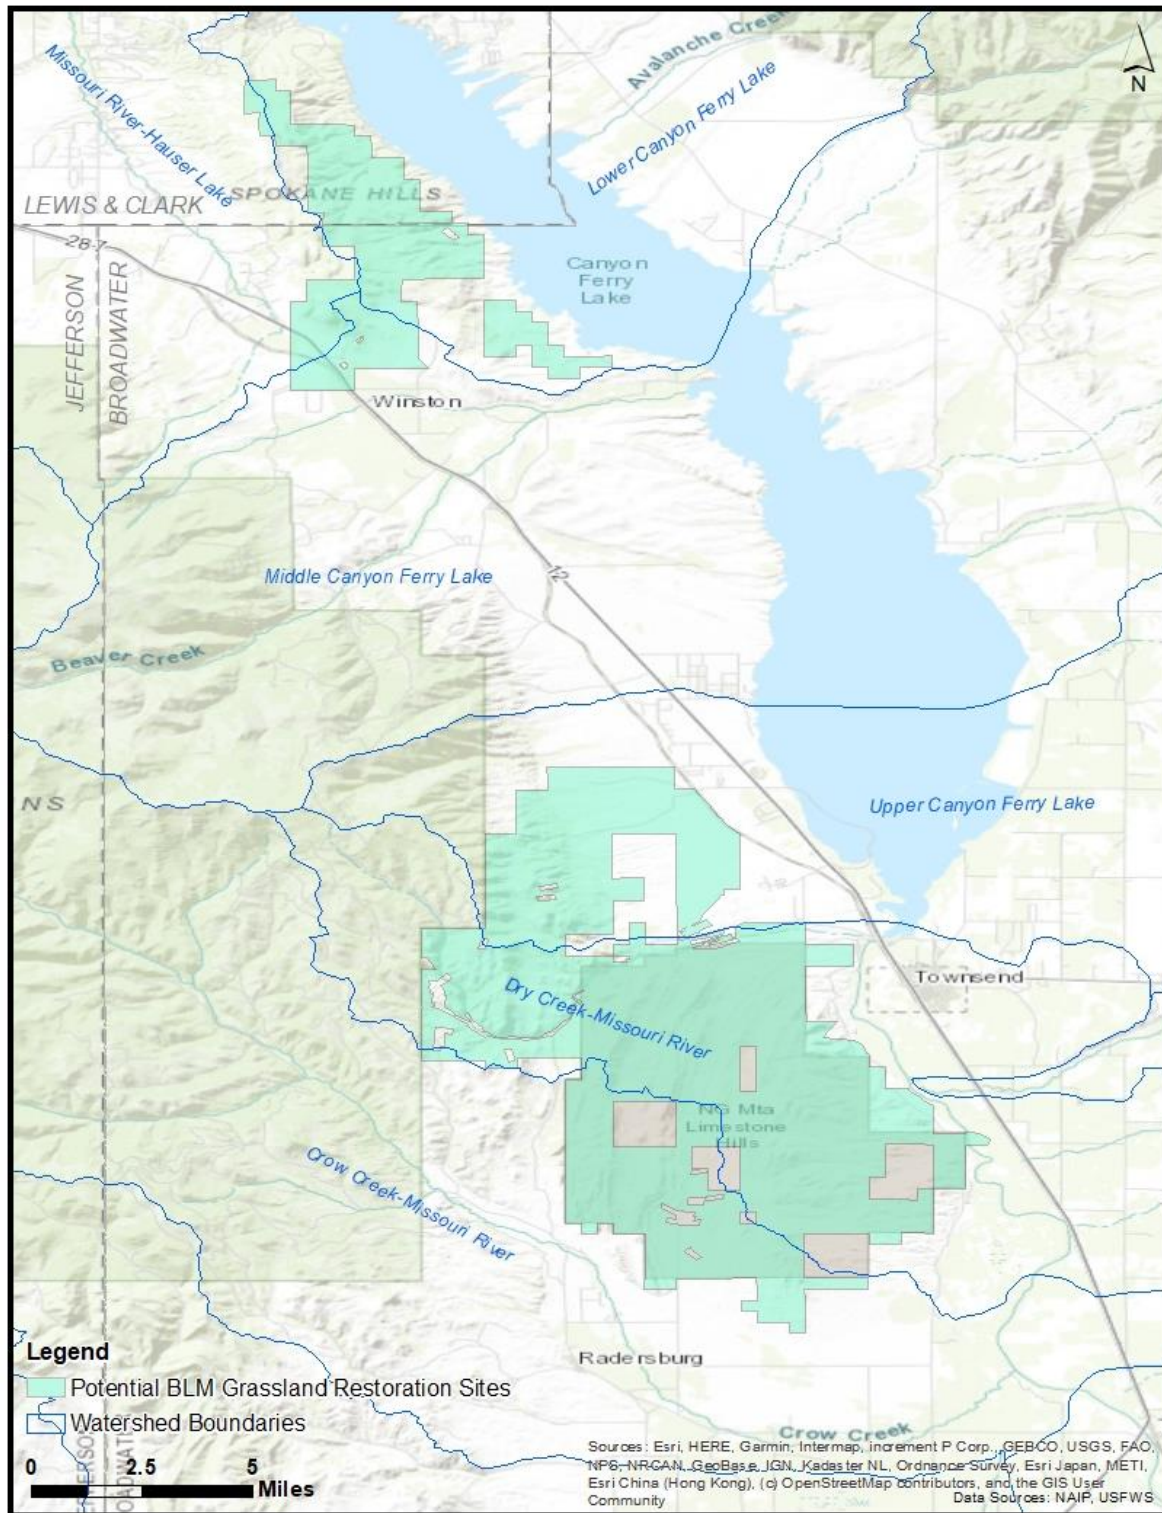 Avalanche Creek
N
Missouri River-Hauser Lake
Lower Canyon Ferry Lake
SPOKANE HILLS
LEWIS & CLARK
287
Canyon
Ferry
Lake
JEFFERSON
BROADWATER
Winston
12
Middle Canyon Ferry Lake
Beaver Creek
NS
Upper Canyon Ferry Lake
Townsend
Dry Creek-Missouri River
NG Mta
Limestone
Hills
Crow Creek-Missouri River
Radersburg
Crow Creek
Legend
Potential BLM Grassland Restoration Sites
Watershed Boundaries
0 2.5 5
Miles
Sources: Esri, HERE, Garmin, Intermap, increment P Corp., GEBCO, USGS, FAO,
NPS, NRCAN, GeoBase, IGN, Kadaster NL, Ordnance Survey, Esri Japan, METI,
Esri China (Hong Kong), (c) OpenStreetMap contributors, and the GIS User
Community
Data Sources: NAIP, USFWS